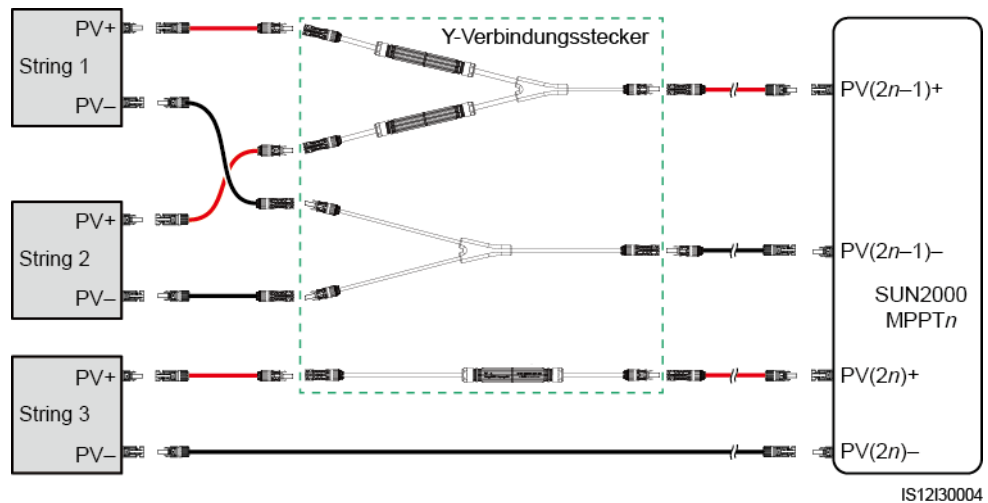 PV+
String 1
PV–
Y-Verbindungsstecker
PV(2n–1)+
PV+
String 2
PV–
PV(2n–1)–
SUN2000
MPPTn
PV+
String 3
PV–
PV(2n)+
PV(2n)–
IS12I30004